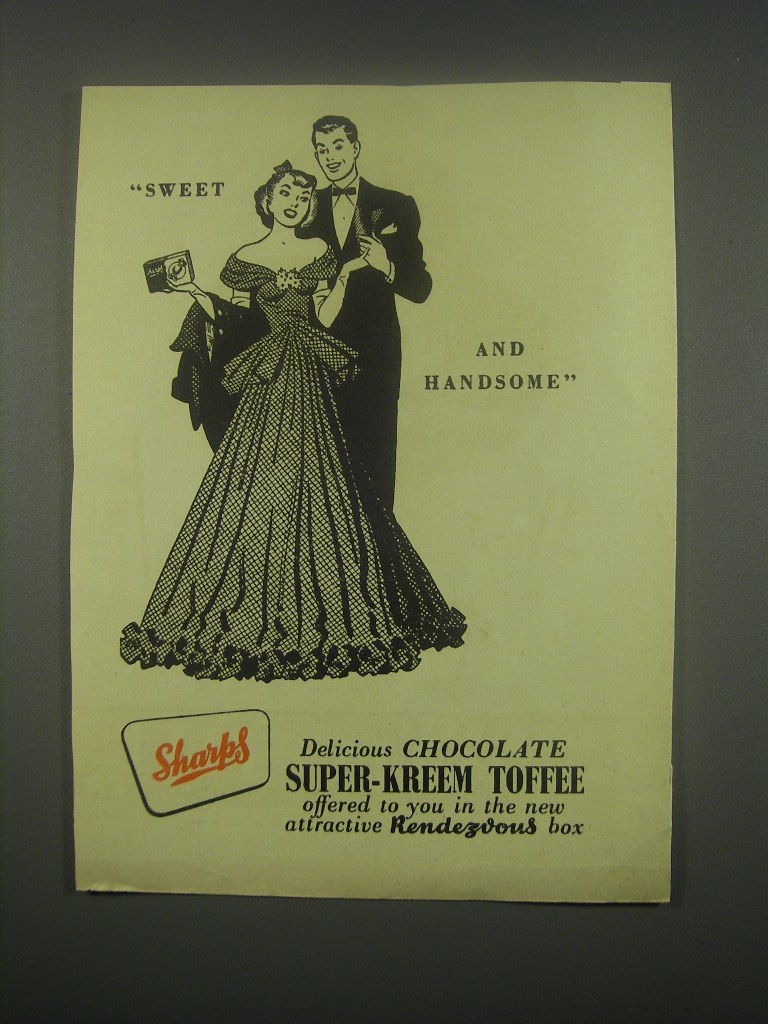 "SWEET
AND
HANDSOME"
Sharps
Delicious CHOCOLATE
SUPER-KREEM TOFFEE
offered to you in the new
attractive Rendezvous box